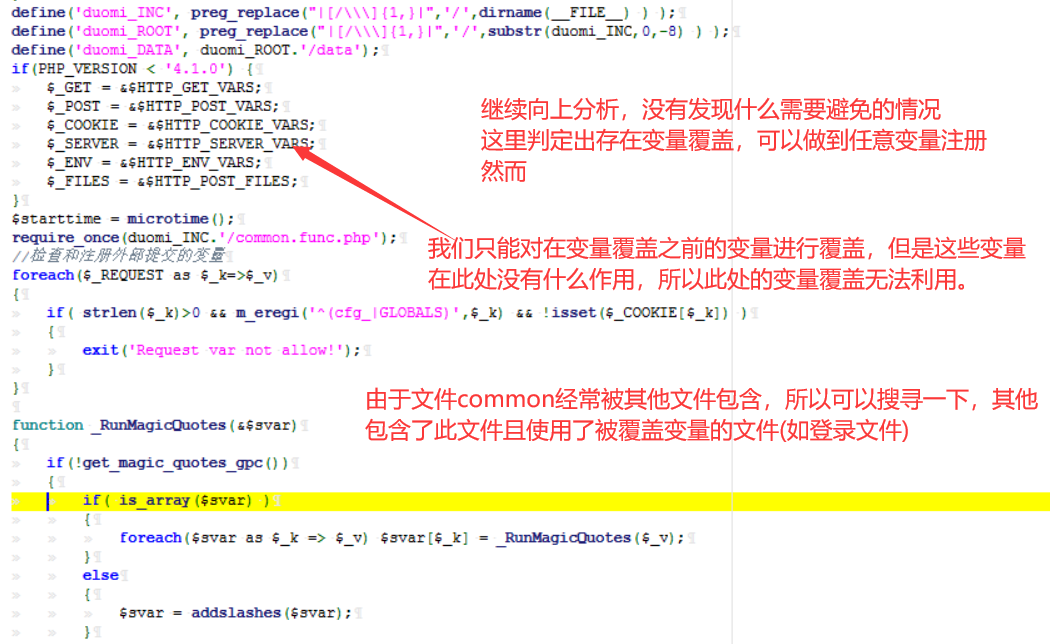 define('duomi_INC', preg_replace("|[/\\\]{1,}|",'/',dirname(__FILE__) ) );
define('duomi_ROOT', preg_replace("|[/\\\]{1,}|",'/',substr(duomi_INC,0,-8) ) );
define('duomi_DATA', duomi_ROOT.'/data');
if(PHP_VERSION < '4.1.0') {
$_GET = &$HTTP_GET_VARS;
$_POST = &$HTTP_POST_VARS;
$_COOKIE = &$HTTP_COOKIE_VARS;
$_SERVER = &$HTTP_SERVER_VARS;
$_ENV = &$HTTP_ENV_VARS;
$_FILES = &$HTTP_POST_FILES;
}
继续向上分析，没有发现什么需要避免的情况
这里判定出存在变量覆盖，可以做到任意变量注册
然而
$starttime = microtime();
require_once(duomi_INC.'/common.func.php');
//检查和注册外部提交的变量
foreach($_REQUEST as $_k=>$_v)
{
if( strlen($_k)>0 && m_eregi('^(cfg_|GLOBALS)',$_k) && !isset($_COOKIE[$_k]) )
{
exit('Request var not allow!');
}
}
我们只能对在变量覆盖之前的变量进行覆盖，但是这些变量
在此处没有什么作用，所以此处的变量覆盖无法利用。
由于文件common经常被其他文件包含，所以可以搜寻一下，其他
包含了此文件且使用了被覆盖变量的文件(如登录文件)
function _RunMagicQuotes(&$svar)
{
if(!get_magic_quotes_gpc())
{
if( is_array($svar) )
{
foreach($svar as $_k => $_v) $svar[$_k] = _RunMagicQuotes($_v);
}
else
{
$svar = addslashes($svar);
}